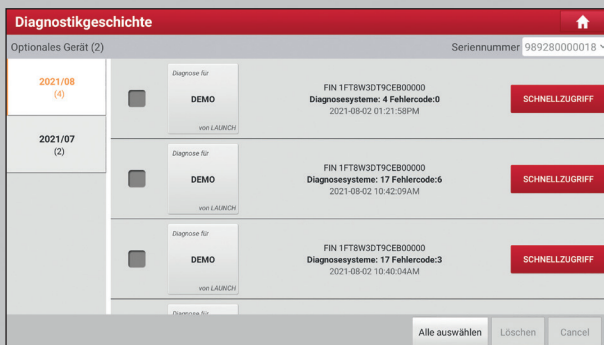 Diagnostikgeschichte
Optionales Gerät (2)
Seriennummer 989280000018
2021/08
(4)
2021/07
(2)
Diagnose für
DEMO
von LAUNCH
FIN 1FT8W3DT9CEB00000
Diagnosesysteme: 4 Fehlercode:0
2021-08-02 01:21:58PM
SCHNELLZUGRIFF
Diagnose für
DEMO
von LAUNCH
FIN 1FT8W3DT9CEB00000
Diagnosesysteme: 17 Fehlercode:6
2021-08-02 10:42:09AM
SCHNELLZUGRIFF
Diagnose für
DEMO
von LAUNCH
FIN 1FT8W3DT9CEB00000
Diagnosesysteme: 17 Fehlercode:3
2021-08-02 10:40:04AM
SCHNELLZUGRIFF
Diagnose für
Alle auswählen
Löschen
Cancel